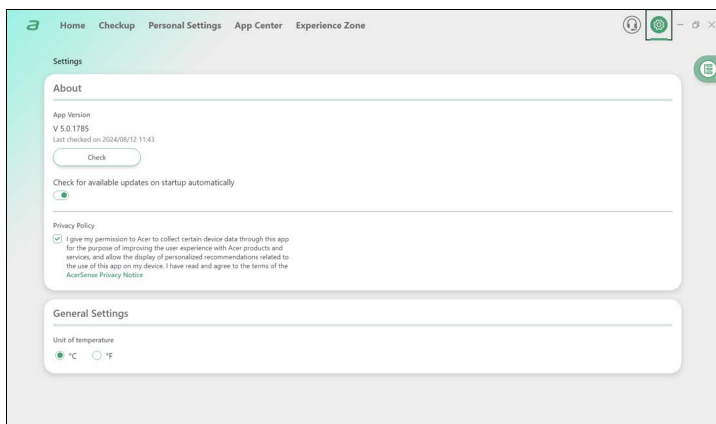 Home Checkup Personal Settings App Center Experience Zone
Settings
About
App Version
V 5.0.1785
Last checked on 2024/08/12 11:43
Check
Check for available updates on startup automatically
Privacy Policy
I give my permission to Acer to collect certain device data through this app
for the purpose of improving the user experience with Acer products and
services, and allow the display of personalized recommendations related to
the use of this app on my device. I have read and agree to the terms of the
AcerSense Privacy Notice
General Settings
Unit of temperature
°C °F